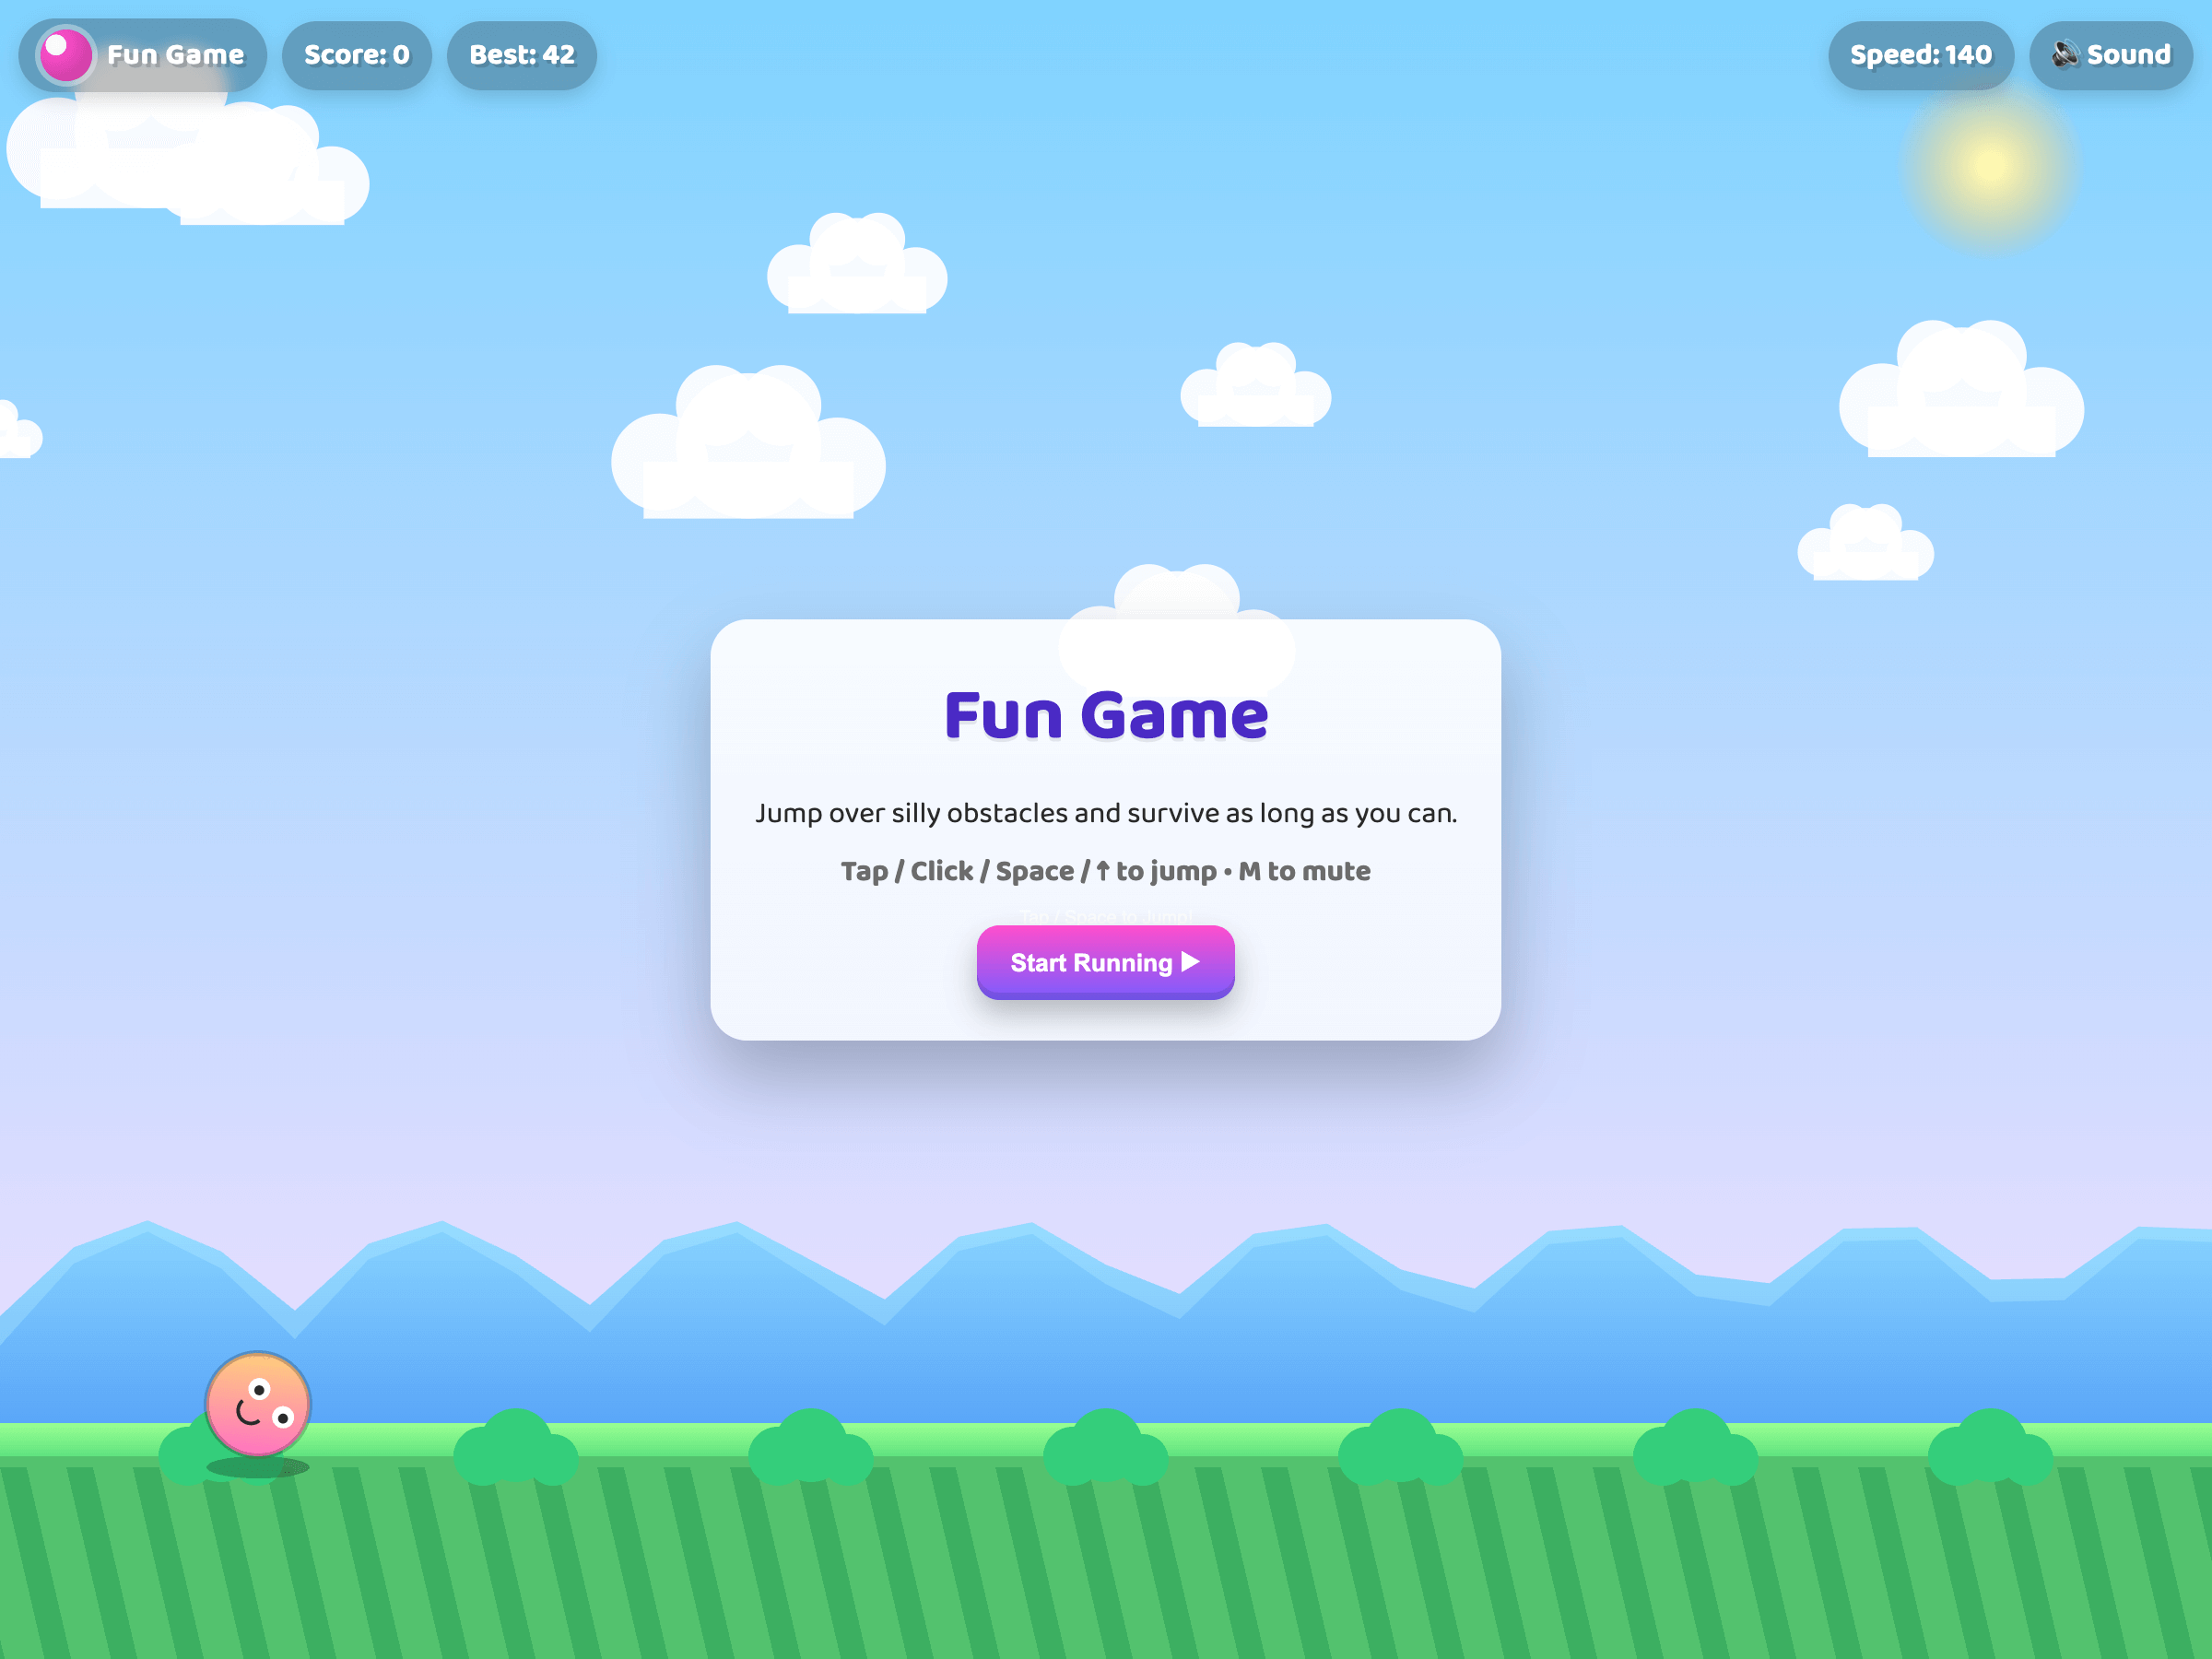 Fun Game
Score: 0
Best: 42
Speed: 140
🔊 Sound
Fun Game
Jump over silly obstacles and survive as long as you can.
Tap / Click / Space / ↑ to jump • M to mute
Tap / Space to Jump!
Start Running ▶